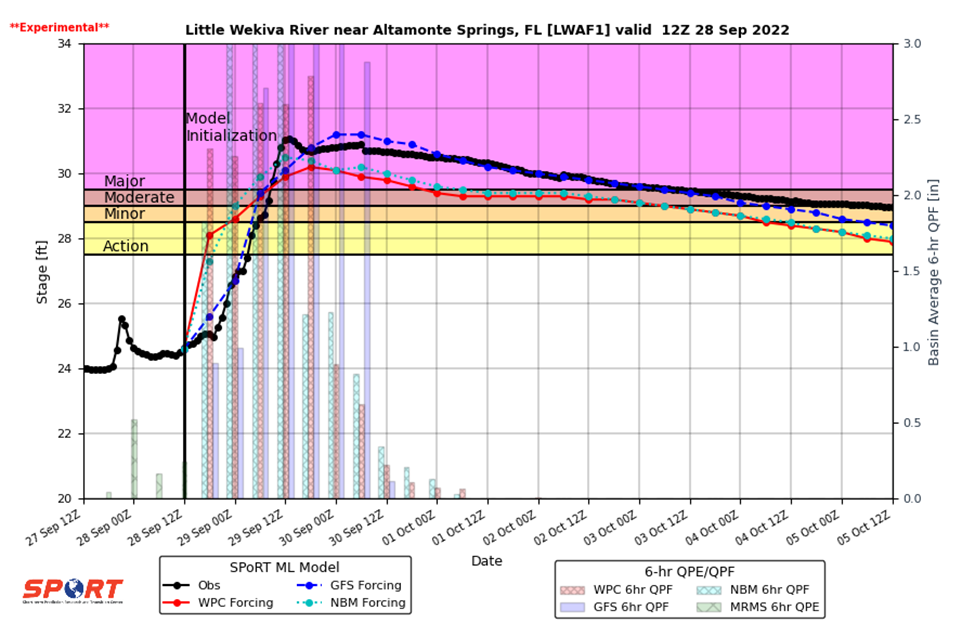 **Experimental**
Little Wekiva River near Altamonte Springs, FL [LWAF1] valid 12Z 28 Sep 2022
34
32
30
28
26
24
22
20
Stage [ft]
Model
Initialization
Major
Moderate
Minor
Action
3.0
2.5
2.0
1.5
1.0
0.5
0.0
Basin Average 6-hr QPF [in]
27 Sep 12Z
28 Sep 00Z
28 Sep 12Z
29 Sep 00Z
29 Sep 12Z
30 Sep 00Z
30 Sep 12Z
01 Oct 00Z
01 Oct 12Z
02 Oct 00Z
02 Oct 12Z
03 Oct 00Z
03 Oct 12Z
04 Oct 00Z
04 Oct 12Z
05 Oct 00Z
05 Oct 12Z
Date
SPoRT ML Model
Obs
GFS Forcing
WPC Forcing
NBM Forcing
6-hr QPE/QPF
WPC 6hr QPF
NBM 6hr QPF
GFS 6hr QPF
MRMS 6hr QPE
SPORT